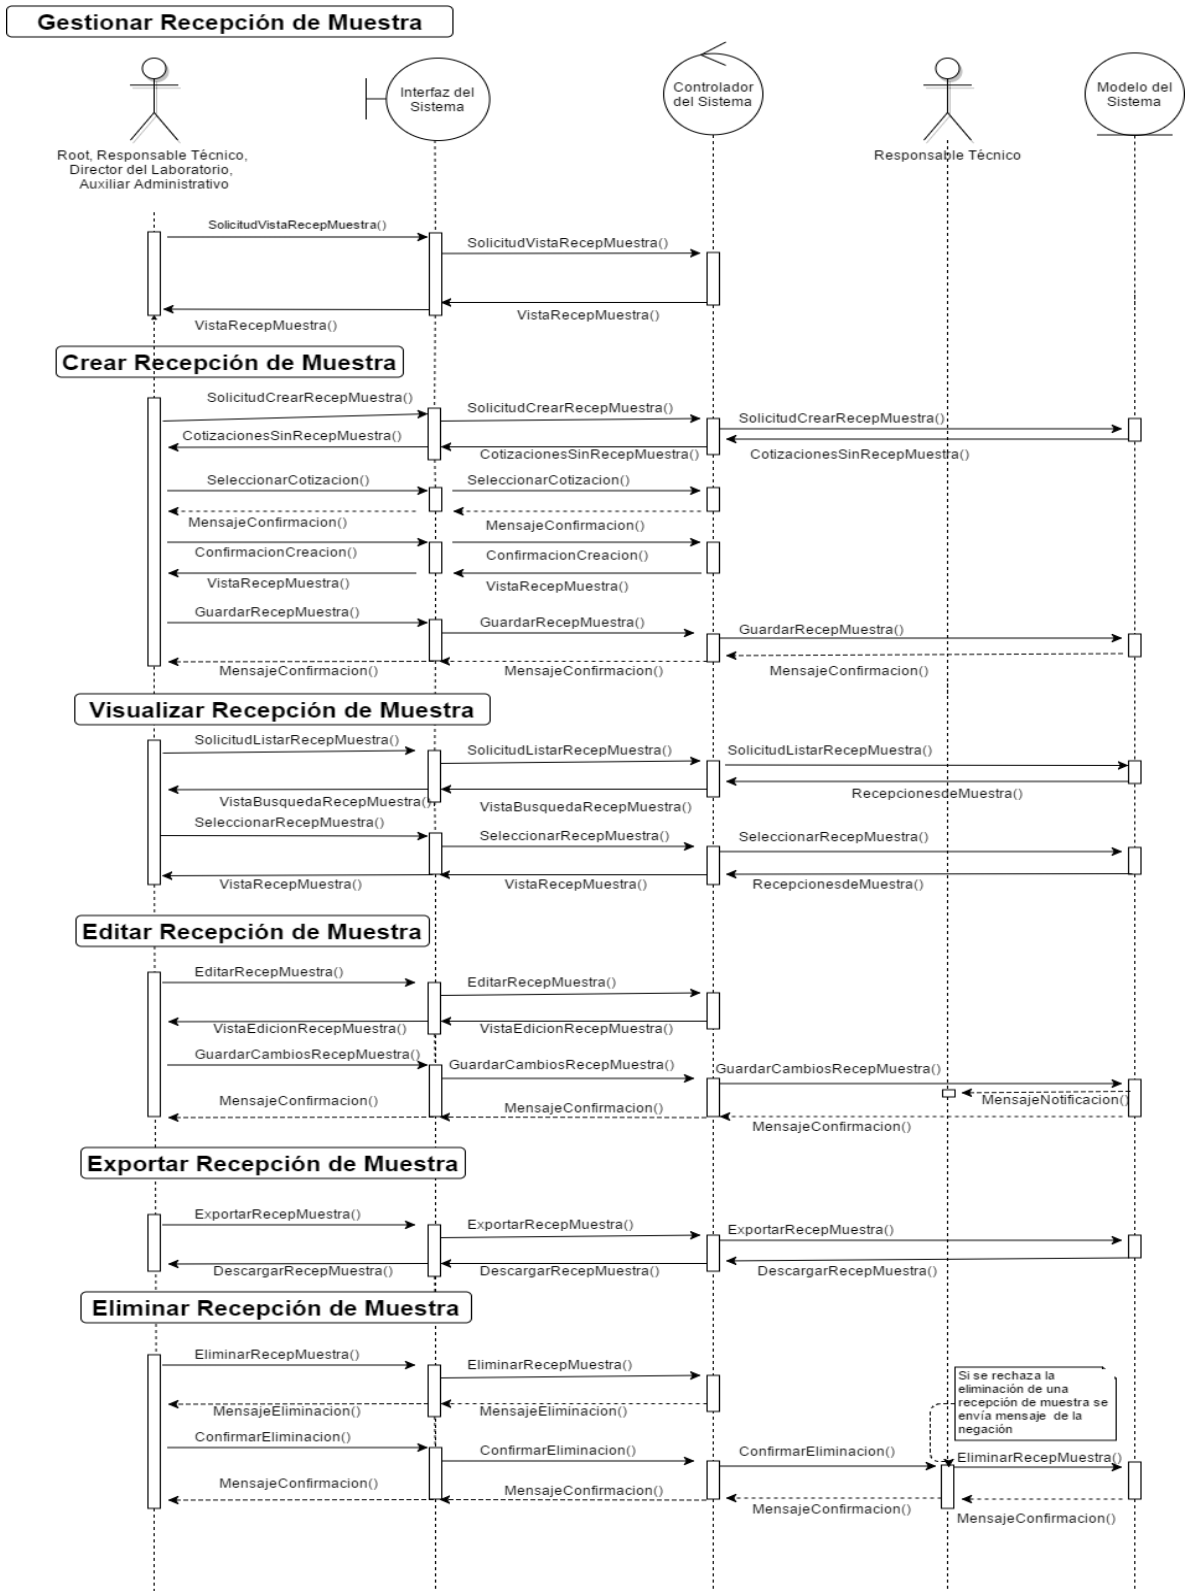 Gestionar Recepción de Muestra
Root, Responsable Técnico,
Director del Laboratorio,
Auxiliar Administrativo
Interfaz del
Sistema
Controlador
del Sistema
Responsable Técnico
Modelo del
Sistema
SolicitudVistaRecepMuestra()
SolicitudVistaRecepMuestra()
VistaRecepMuestra()
VistaRecepMuestra()
Crear Recepción de Muestra
SolicitudCrearRecepMuestra()
SolicitudCrearRecepMuestra()
SolicitudCrearRecepMuestra()
CotizacionesSinRecepMuestra()
CotizacionesSinRecepMuestra()
CotizacionesSinRecepMuestra()
SeleccionarCotizacion()
SeleccionarCotizacion()
MensajeConfirmacion()
MensajeConfirmacion()
ConfirmacionCreacion()
ConfirmacionCreacion()
VistaRecepMuestra()
VistaRecepMuestra()
GuardarRecepMuestra()
GuardarRecepMuestra()
GuardarRecepMuestra()
MensajeConfirmacion()
MensajeConfirmacion()
MensajeConfirmacion()
Visualizar Recepción de Muestra
SolicitudListarRecepMuestra()
SolicitudListarRecepMuestra()
SolicitudListarRecepMuestra()
VistaBusquedaRecepMuestra()
VistaBusquedaRecepMuestra()
RecepcionesdeMuestra()
SeleccionarRecepMuestra()
SeleccionarRecepMuestra()
SeleccionarRecepMuestra()
VistaRecepMuestra()
VistaRecepMuestra()
RecepcionesdeMuestra()
Editar Recepción de Muestra
EditarRecepMuestra()
EditarRecepMuestra()
VistaEdicionRecepMuestra()
VistaEdicionRecepMuestra()
GuardarCambiosRecepMuestra()
GuardarCambiosRecepMuestra()
GuardarCambiosRecepMuestra()
MensajeNotificacion()
MensajeConfirmacion()
MensajeConfirmacion()
MensajeConfirmacion()
Exportar Recepción de Muestra
ExportarRecepMuestra()
ExportarRecepMuestra()
ExportarRecepMuestra()
DescargarRecepMuestra()
DescargarRecepMuestra()
DescargarRecepMuestra()
Eliminar Recepción de Muestra
EliminarRecepMuestra()
EliminarRecepMuestra()
MensajeEliminacion()
MensajeEliminacion()
Si se rechaza la
eliminación de una
recepción de muestra se
envía mensaje de la
negación
ConfirmarEliminacion()
ConfirmarEliminacion()
ConfirmarEliminacion()
EliminarRecepMuestra()
MensajeConfirmacion()
MensajeConfirmacion()
MensajeConfirmacion()
MensajeConfirmacion()